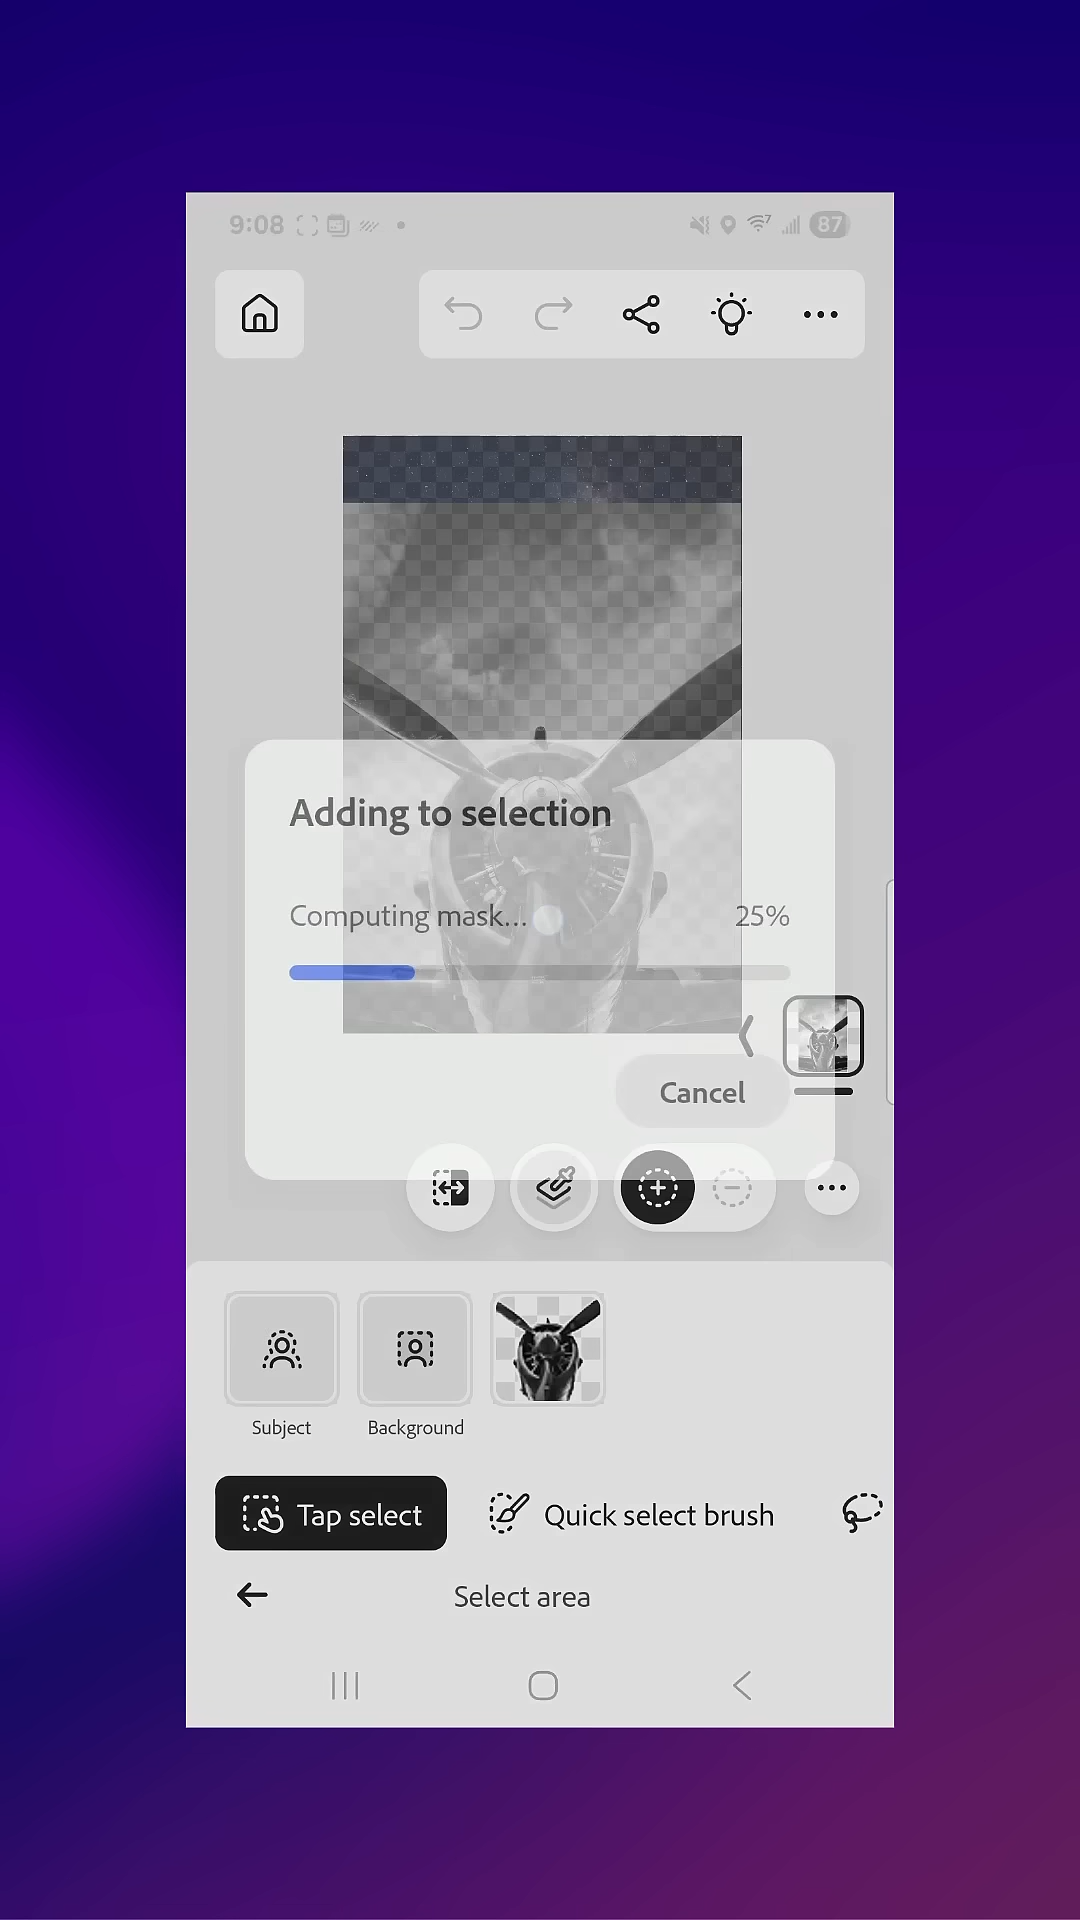 9:08
7
87
Adding to selection
Computing mask...
25%
Cancel
Subject
Background
Tap select
Quick select brush
Select area